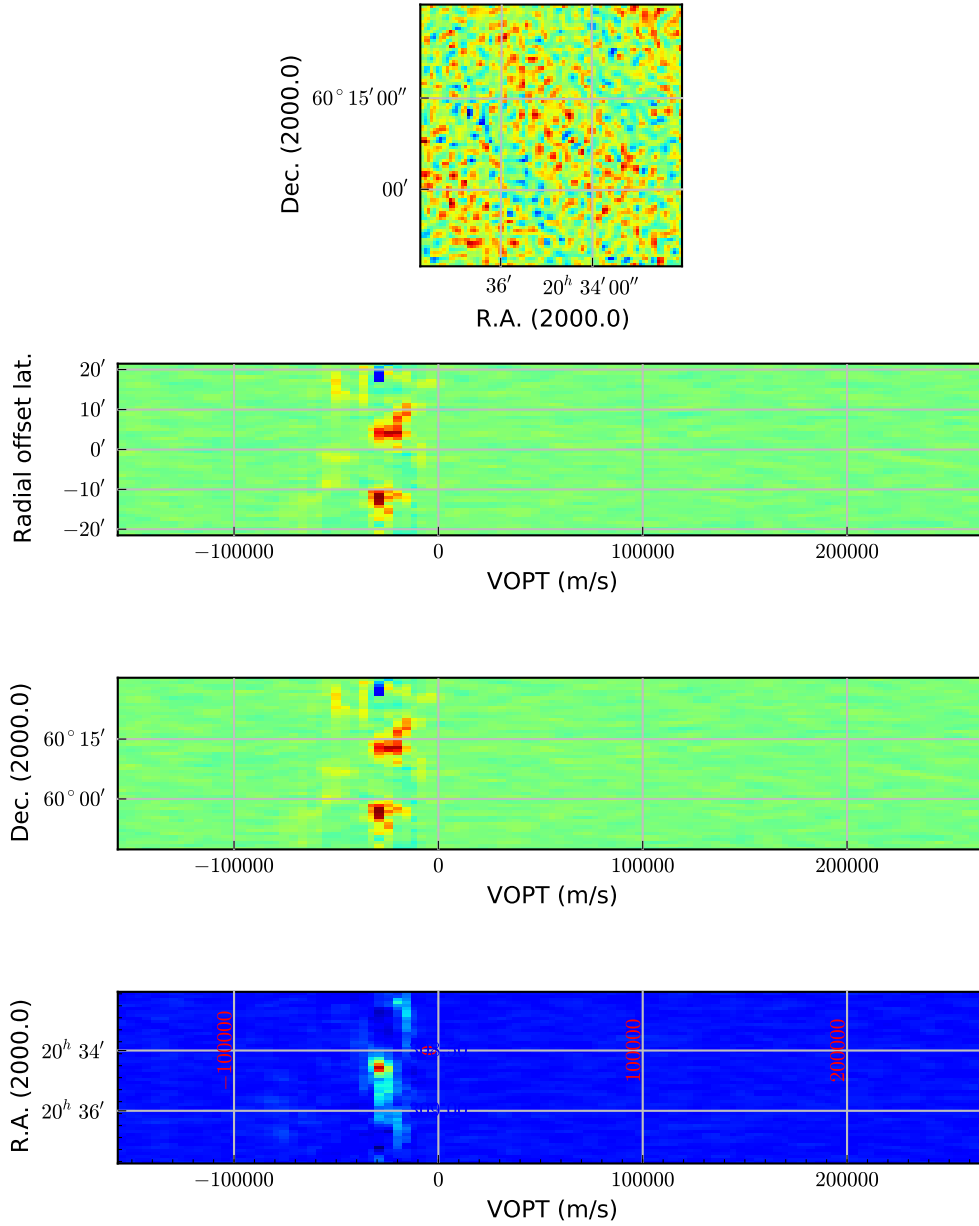 Dec. (2000.0)
60° 15′ 00″
00′
36′
20ʰ 34′ 00″
R.A. (2000.0)
Radial offset lat.
20′
10′
0′
−10′
−20′
−100000
0
100000
200000
VOPT (m/s)
Dec. (2000.0)
60° 15′
60° 00′
−100000
0
100000
200000
VOPT (m/s)
R.A. (2000.0)
20ʰ 34′
20ʰ 36′
−100000
100000
200000
−100000
0
100000
200000
VOPT (m/s)